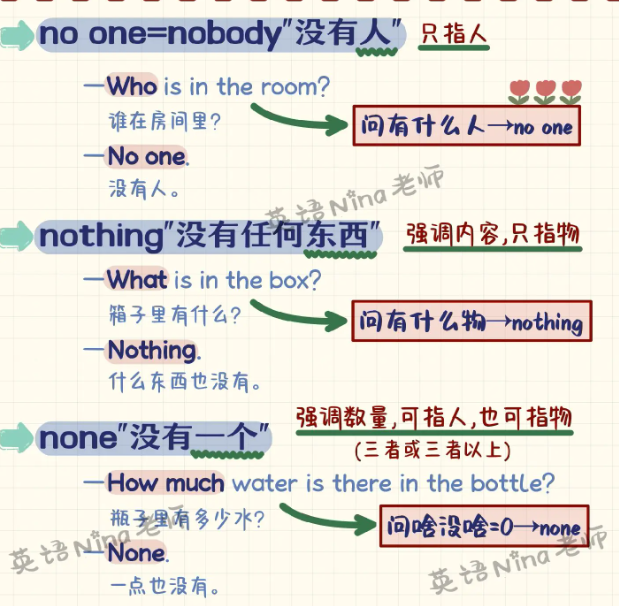 no one=nobody"没有人" 只指人
—Who is in the room?
谁在房间里?
问有什么人→no one
—No one.
没有人。
英语Nina老师
nothing"没有任何东西" 强调内容,只指物
—What is in the box?
箱子里有什么?
问有什么物→nothing
—Nothing.
什么东西也没有。
强调数量,可指人,也可指物
none"没有一个"
(三者或三者以上)
—How much water is there in the bottle?
瓶子里有多少水?
问啥没啥=0→none
—None.
英语Nina老师
一点也没有。
英语Nina老师